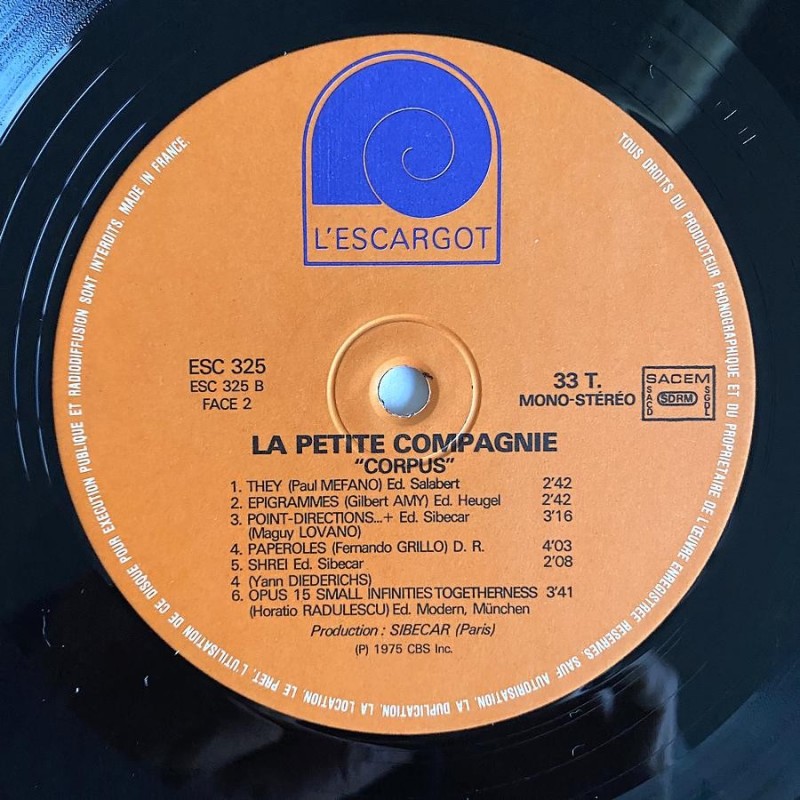 L'ESCARGOT
ESC 325
ESC 325 B
FACE 2
33 T.
MONO-STÉRÉO
SACEM
SACD
SDRM
SGDL
LA PETITE COMPAGNIE
"CORPUS"
1. THEY (Paul MEFANO) Ed. Salabert 2'42
2. EPIGRAMMES (Gilbert AMY) Ed. Heugel 2'42
3. POINT-DIRECTIONS...+ Ed. Sibecar 3'16
(Maguy LOVANO)
4. PAPEROLES (Fernando GRILLO) D. R. 4'03
5. SHREI Ed. Sibecar 2'08
4 (Yann DIEDERICHS)
6. OPUS 15 SMALL INFINITIES TOGETHERNESS 3'41
(Horatio RADULESCU) Ed. Modern, München
Production : SIBECAR (Paris)
(P) 1975 CBS Inc.
TOUS DROITS DU PRODUCTEUR PHONOGRAPHIQUE ET DU PROPRIETAIRE DE L'ŒUVRE ENREGISTREE RESERVES. SAUF AUTORISATION, LA DUPLICATION, LA LOCATION, LE PRET, L'UTILISATION DE CE DISQUE POUR EXECUTION PUBLIQUE ET RADIODIFFUSION SONT INTERDITS. MADE IN FRANCE.